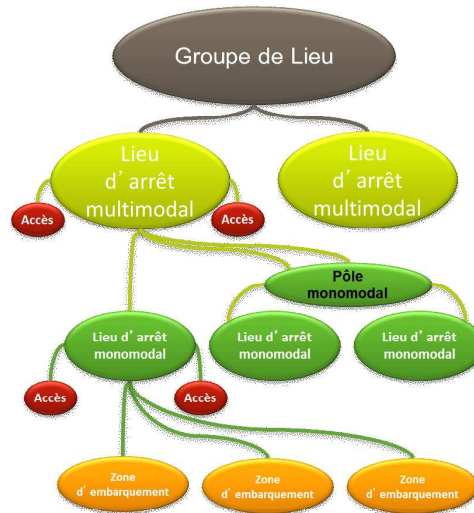 Groupe de Lieu
Lieu
d’ arrêt
multimodal
Lieu
d’ arrêt
multimodal
Accès
Accès
Pôle
monomodal
Lieu d’ arrêt
monomodal
Lieu d’ arrêt
monomodal
Lieu d’ arrêt
monomodal
Accès
Accès
Zone
d’ embarquement
Zone
d’ embarquement
Zone
d’ embarquement